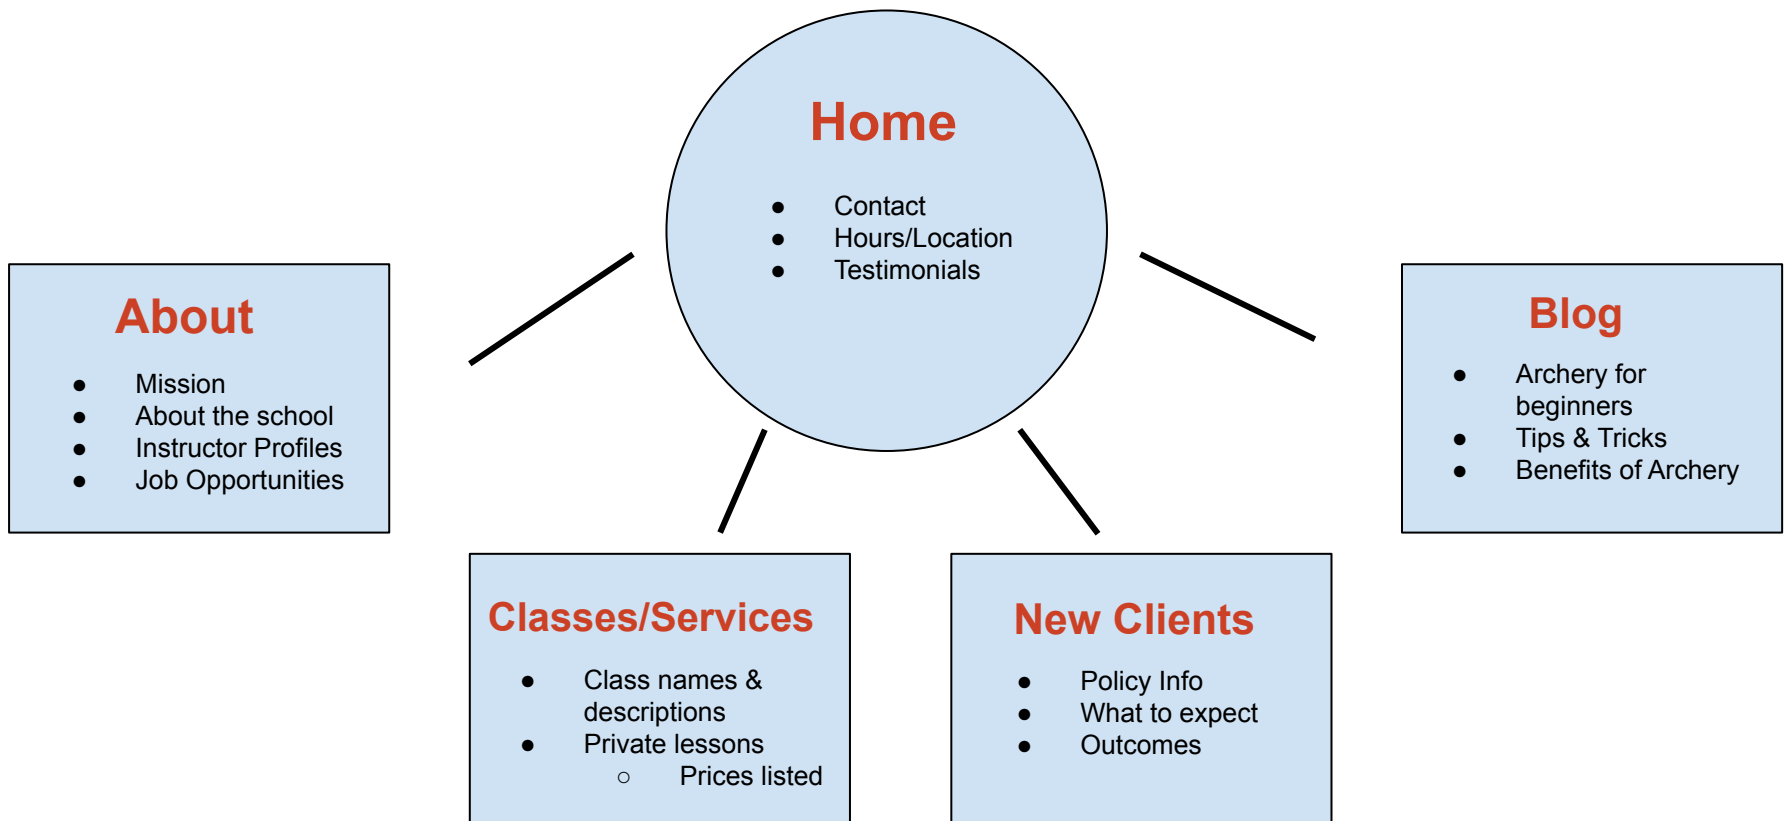 Home
● Contact
● Hours/Location
● Testimonials
About
● Mission
● About the school
● Instructor Profiles
● Job Opportunities
Blog
● Archery for
beginners
● Tips & Tricks
● Benefits of Archery
Classes/Services
● Class names &
descriptions
● Private lessons
○ Prices listed
New Clients
● Policy Info
● What to expect
● Outcomes